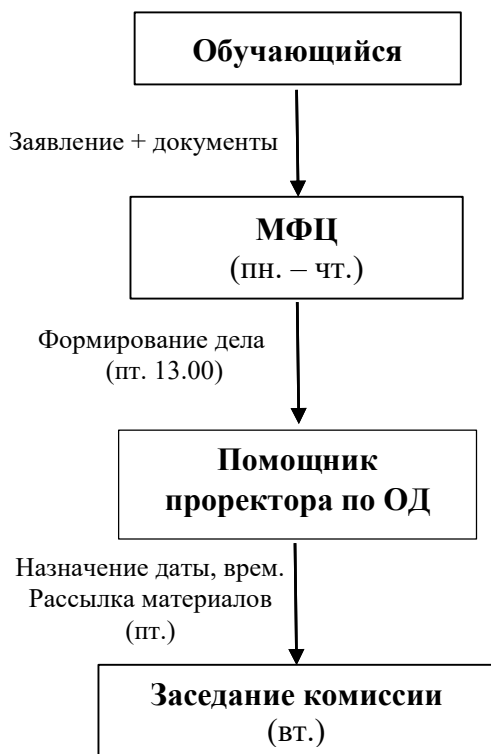 Обучающийся
Заявление + документы
МФЦ
(пн. – чт.)
Формирование дела
(пт. 13.00)
Помощник
проректора по ОД
Назначение даты, врем.
Рассылка материалов
(пт.)
Заседание комиссии
(вт.)